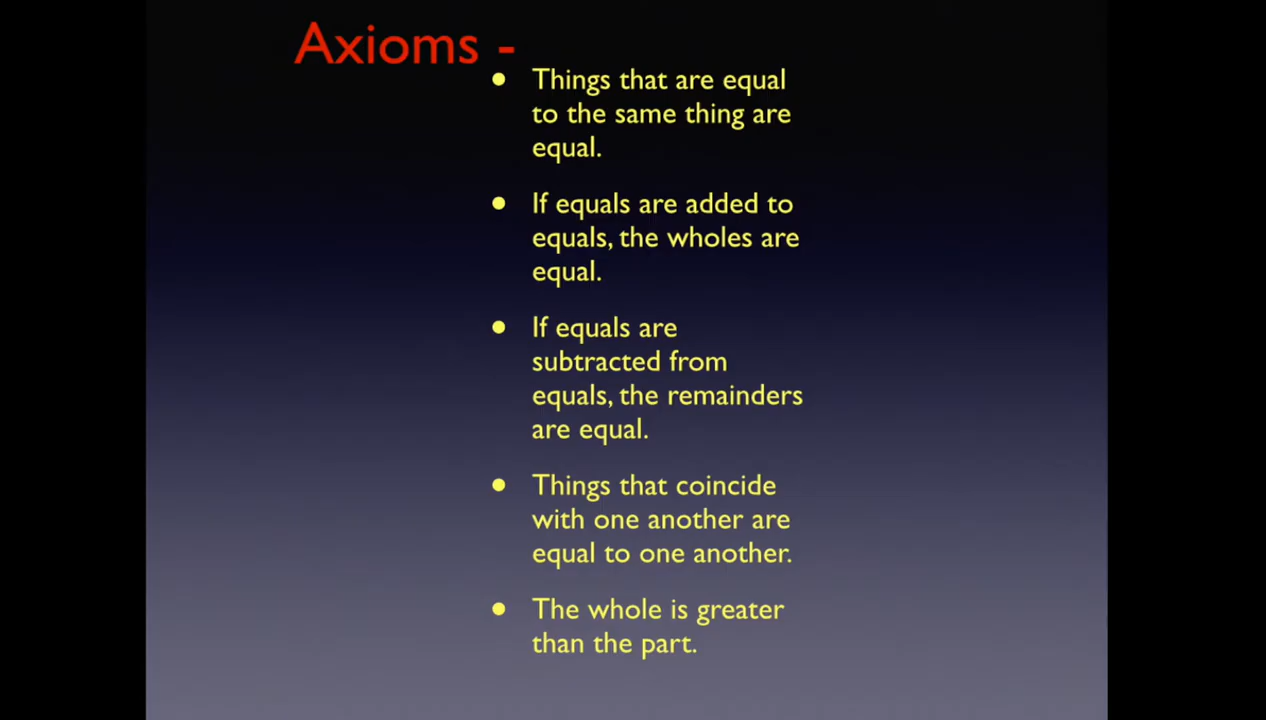 Axioms -
• Things that are equal
to the same thing are
equal.
• If equals are added to
equals, the wholes are
equal.
• If equals are
subtracted from
equals, the remainders
are equal.
• Things that coincide
with one another are
equal to one another.
• The whole is greater
than the part.